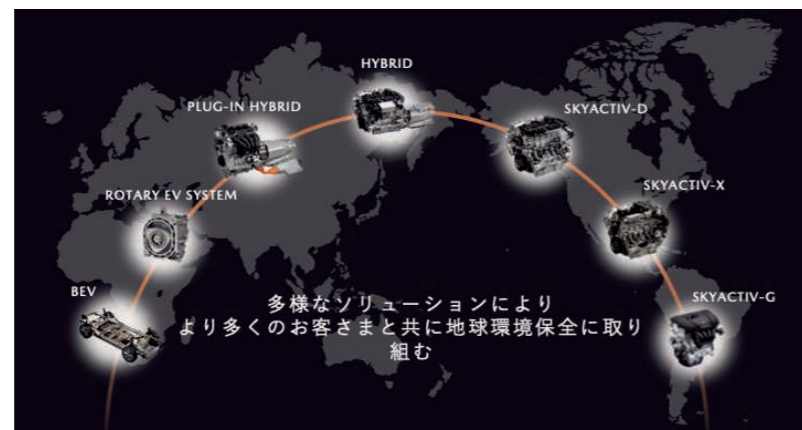 HYBRID
PLUG-IN HYBRID
SKYACTIV-D
ROTARY EV SYSTEM
SKYACTIV-X
BEV
SKYACTIV-G
多様なソリューションにより
より多くのお客さまと共に地球環境保全に取り
組む